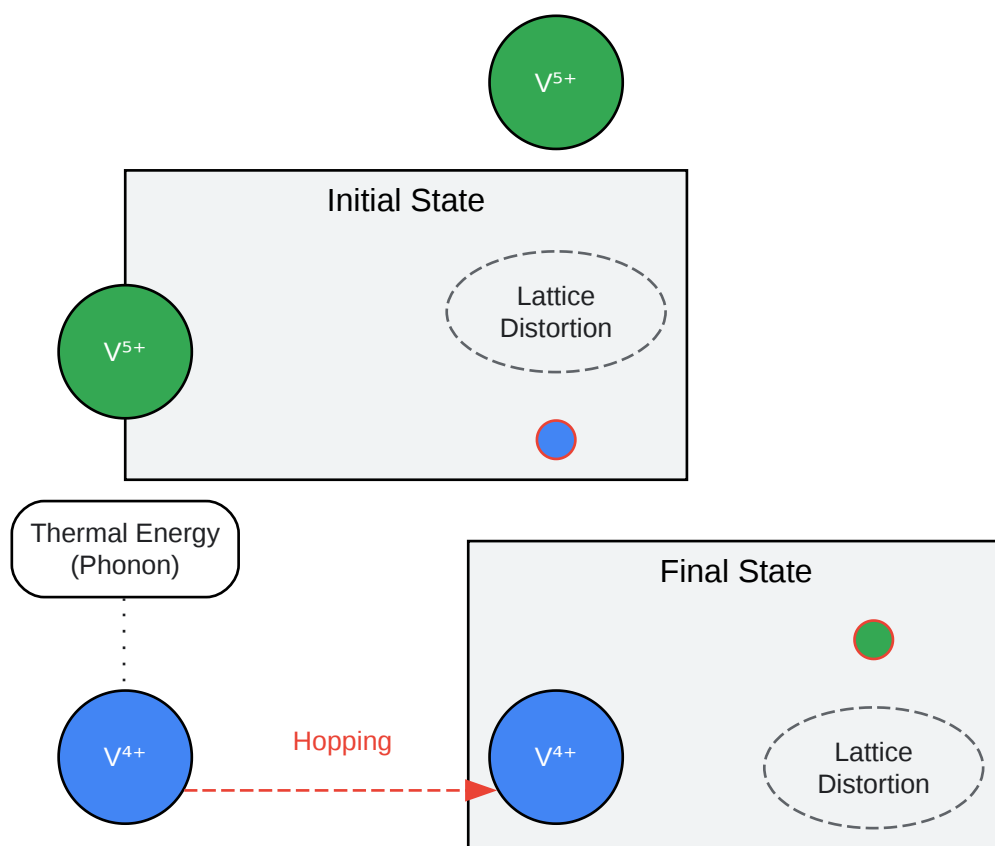 V⁵⁺
Initial State
Lattice
Distortion
V⁵⁺
Thermal Energy
(Phonon)
Final State
Hopping
V⁴⁺
V⁴⁺
Lattice
Distortion